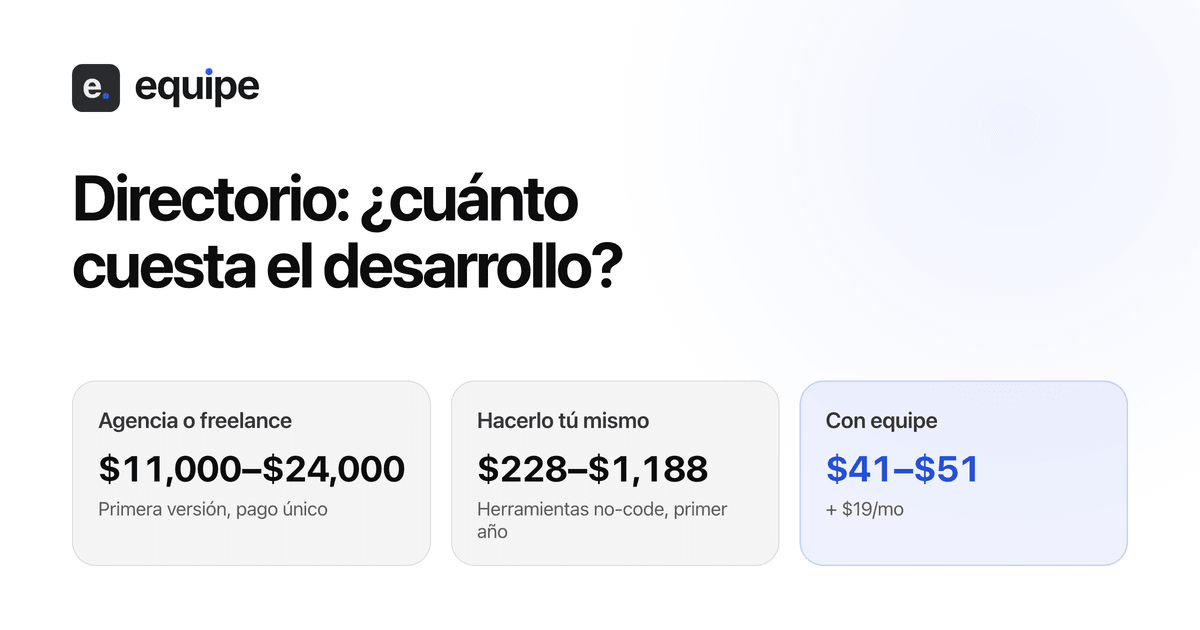 e. equipe
Directorio: ¿cuánto
cuesta el desarrollo?
Agencia o freelance
$11,000–$24,000
Primera versión, pago único
Hacerlo tú mismo
$228–$1,188
Herramientas no-code, primer
año
Con equipe
$41–$51
+ $19/mo